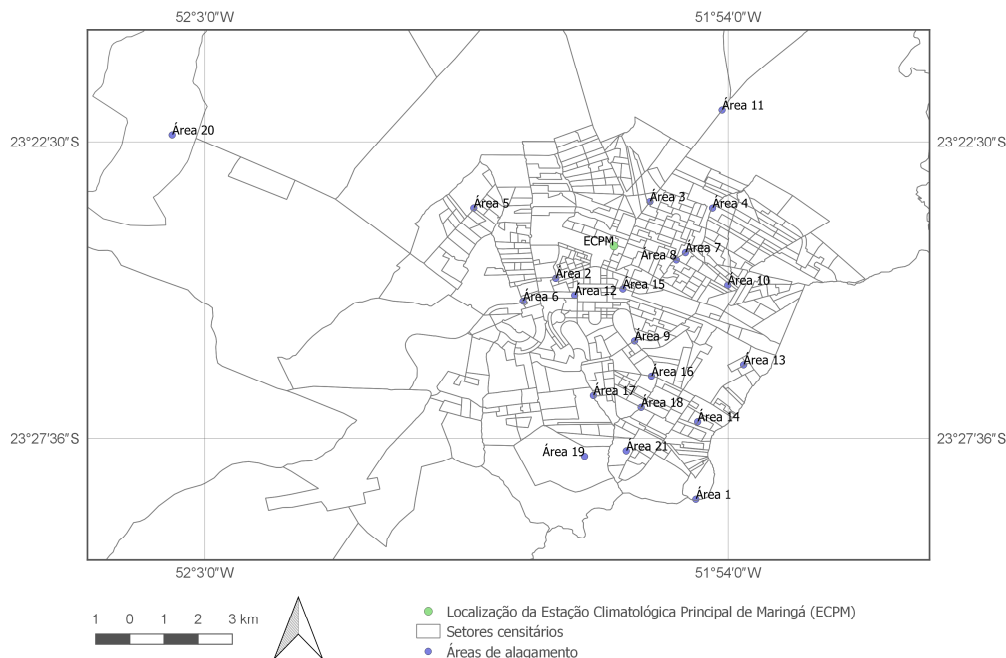 52°3′0″W 51°54′0″W
Área 11
Área 20
23°22′30″S 23°22′30″S
Área 3
Área 5 Área 4
ECPM
Área 7
Área 8
Área 2
Área 15 Área 10
Área 12
Área 6
Área 9
Área 13
Área 16
Área 17
Área 18
Área 14
23°27′36″S 23°27′36″S
Área 21
Área 19
Área 1
52°3′0″W 51°54′0″W
1 0 1 2 3 km
Localização da Estação Climatológica Principal de Maringá (ECPM)
Setores censitários
Áreas de alagamento